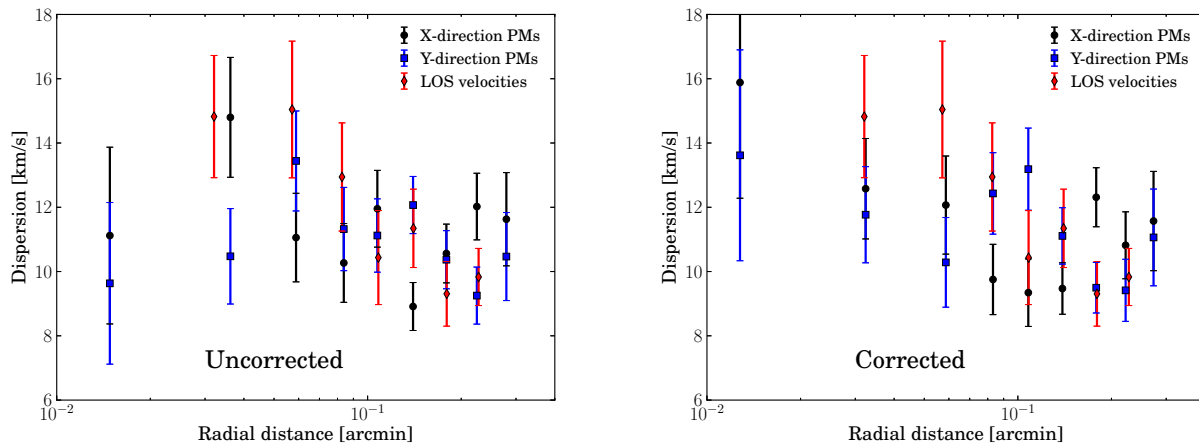 18
16
14
12
10
8
6
Dispersion [km/s]
X-direction PMs
Y-direction PMs
LOS velocities
Uncorrected
10⁻²
10⁻¹
Radial distance [arcmin]
18
16
14
12
10
8
6
Dispersion [km/s]
X-direction PMs
Y-direction PMs
LOS velocities
Corrected
10⁻²
10⁻¹
Radial distance [arcmin]